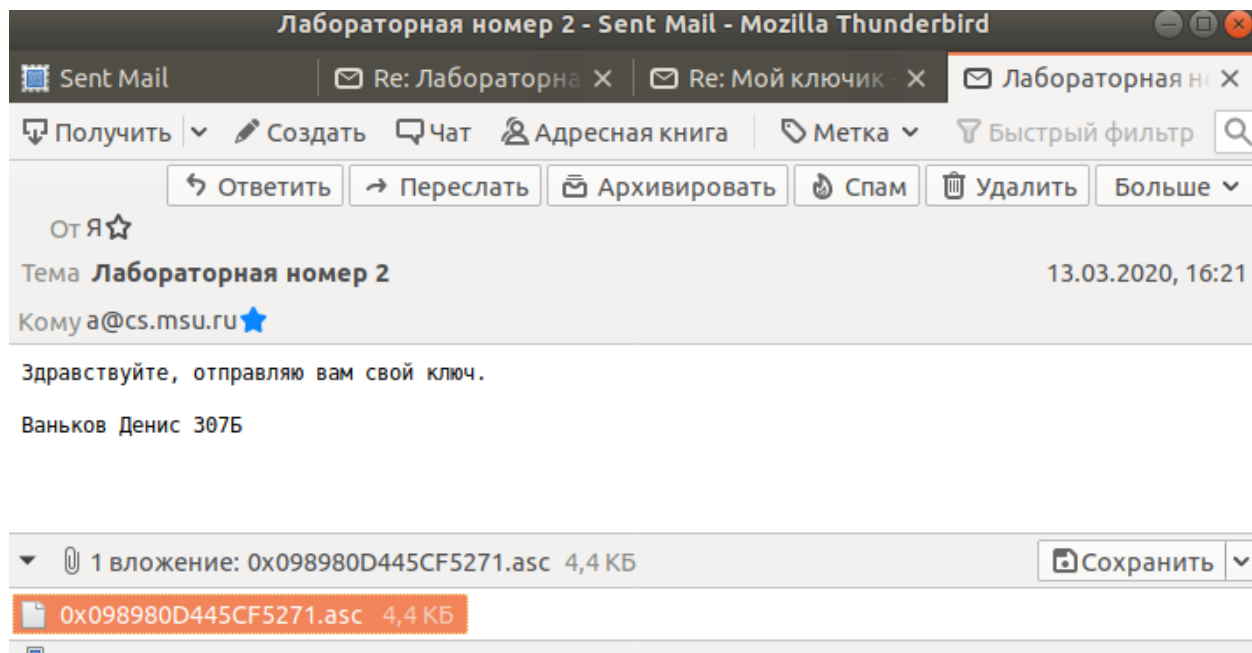 Лабораторная номер 2 - Sent Mail - Mozilla Thunderbird
Sent Mail Re: Лабораторна Re: Мой ключик - Лабораторная но
Получить Создать Чат Адресная книга Метка Быстрый фильтр
Ответить Переслать Архивировать Спам Удалить Больше
От Я
Тема Лабораторная номер 2 13.03.2020, 16:21
Кому a@cs.msu.ru
Здравствуйте, отправляю вам свой ключ.
Ваньков Денис 307Б
1 вложение: 0x098980D445CF5271.asc 4,4 КБ Сохранить
0x098980D445CF5271.asc 4,4 КБ